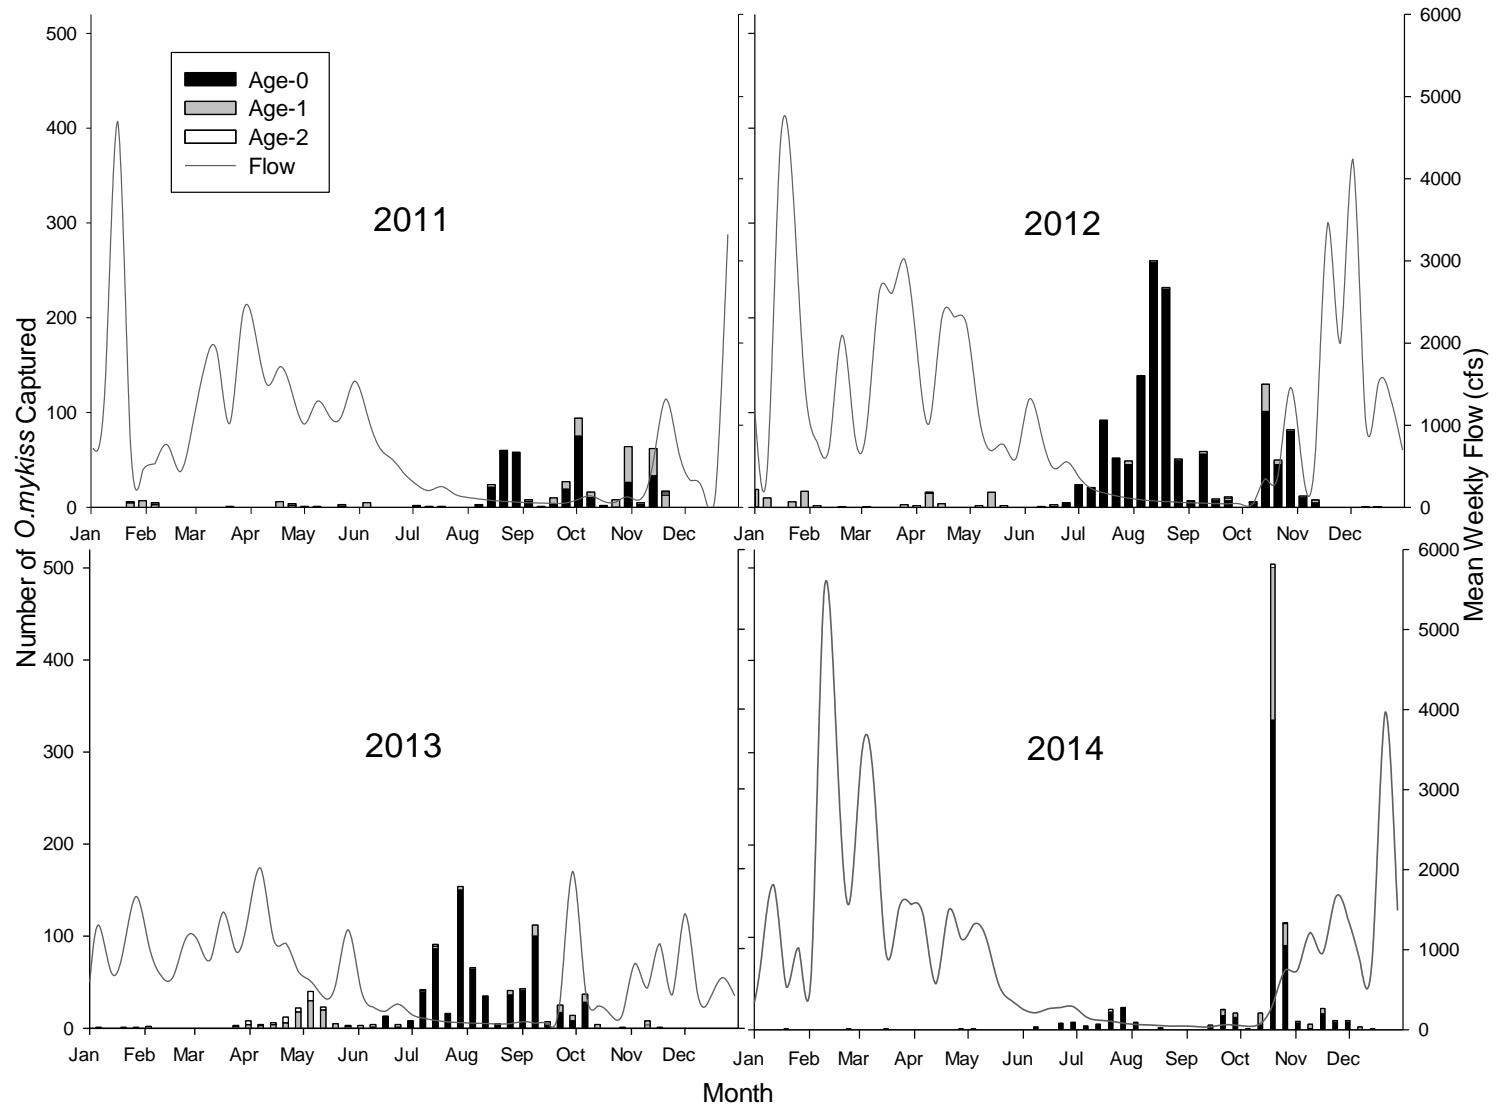 500
400
300
200
100
0
Age-0
Age-1
Age-2
Flow
2011
Jan Feb Mar Apr May Jun Jul Aug Sep Oct Nov Dec
2012
6000
5000
4000
3000
2000
1000
0
Jan Feb Mar Apr May Jun Jul Aug Sep Oct Nov Dec
Number of O.mykiss Captured
Mean Weekly Flow (cfs)
500
400
300
200
100
0
2013
Jan Feb Mar Apr May Jun Jul Aug Sep Oct Nov Dec
2014
6000
5000
4000
3000
2000
1000
0
Jan Feb Mar Apr May Jun Jul Aug Sep Oct Nov Dec
Month